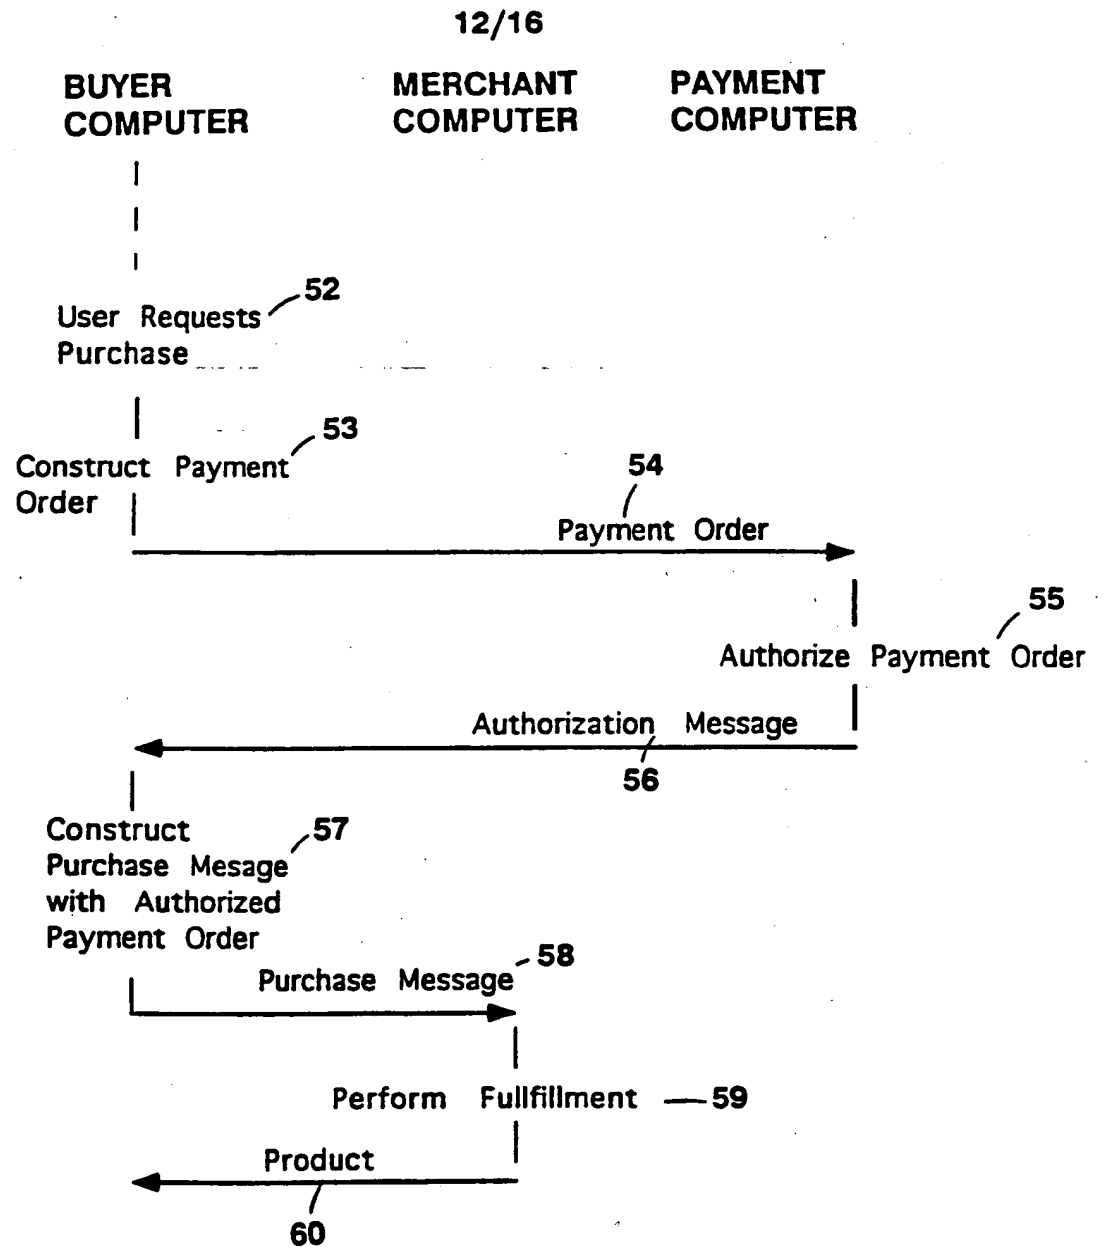 12/16
BUYER COMPUTER
MERCHANT COMPUTER
PAYMENT COMPUTER
52
User Requests
Purchase
53
Construct Payment
Order
54
Payment Order
55
Authorize Payment Order
Authorization Message
56
Construct
57
Purchase Mesage
with Authorized
Payment Order
58
Purchase Message
Perform Fullfillment
59
Product
60